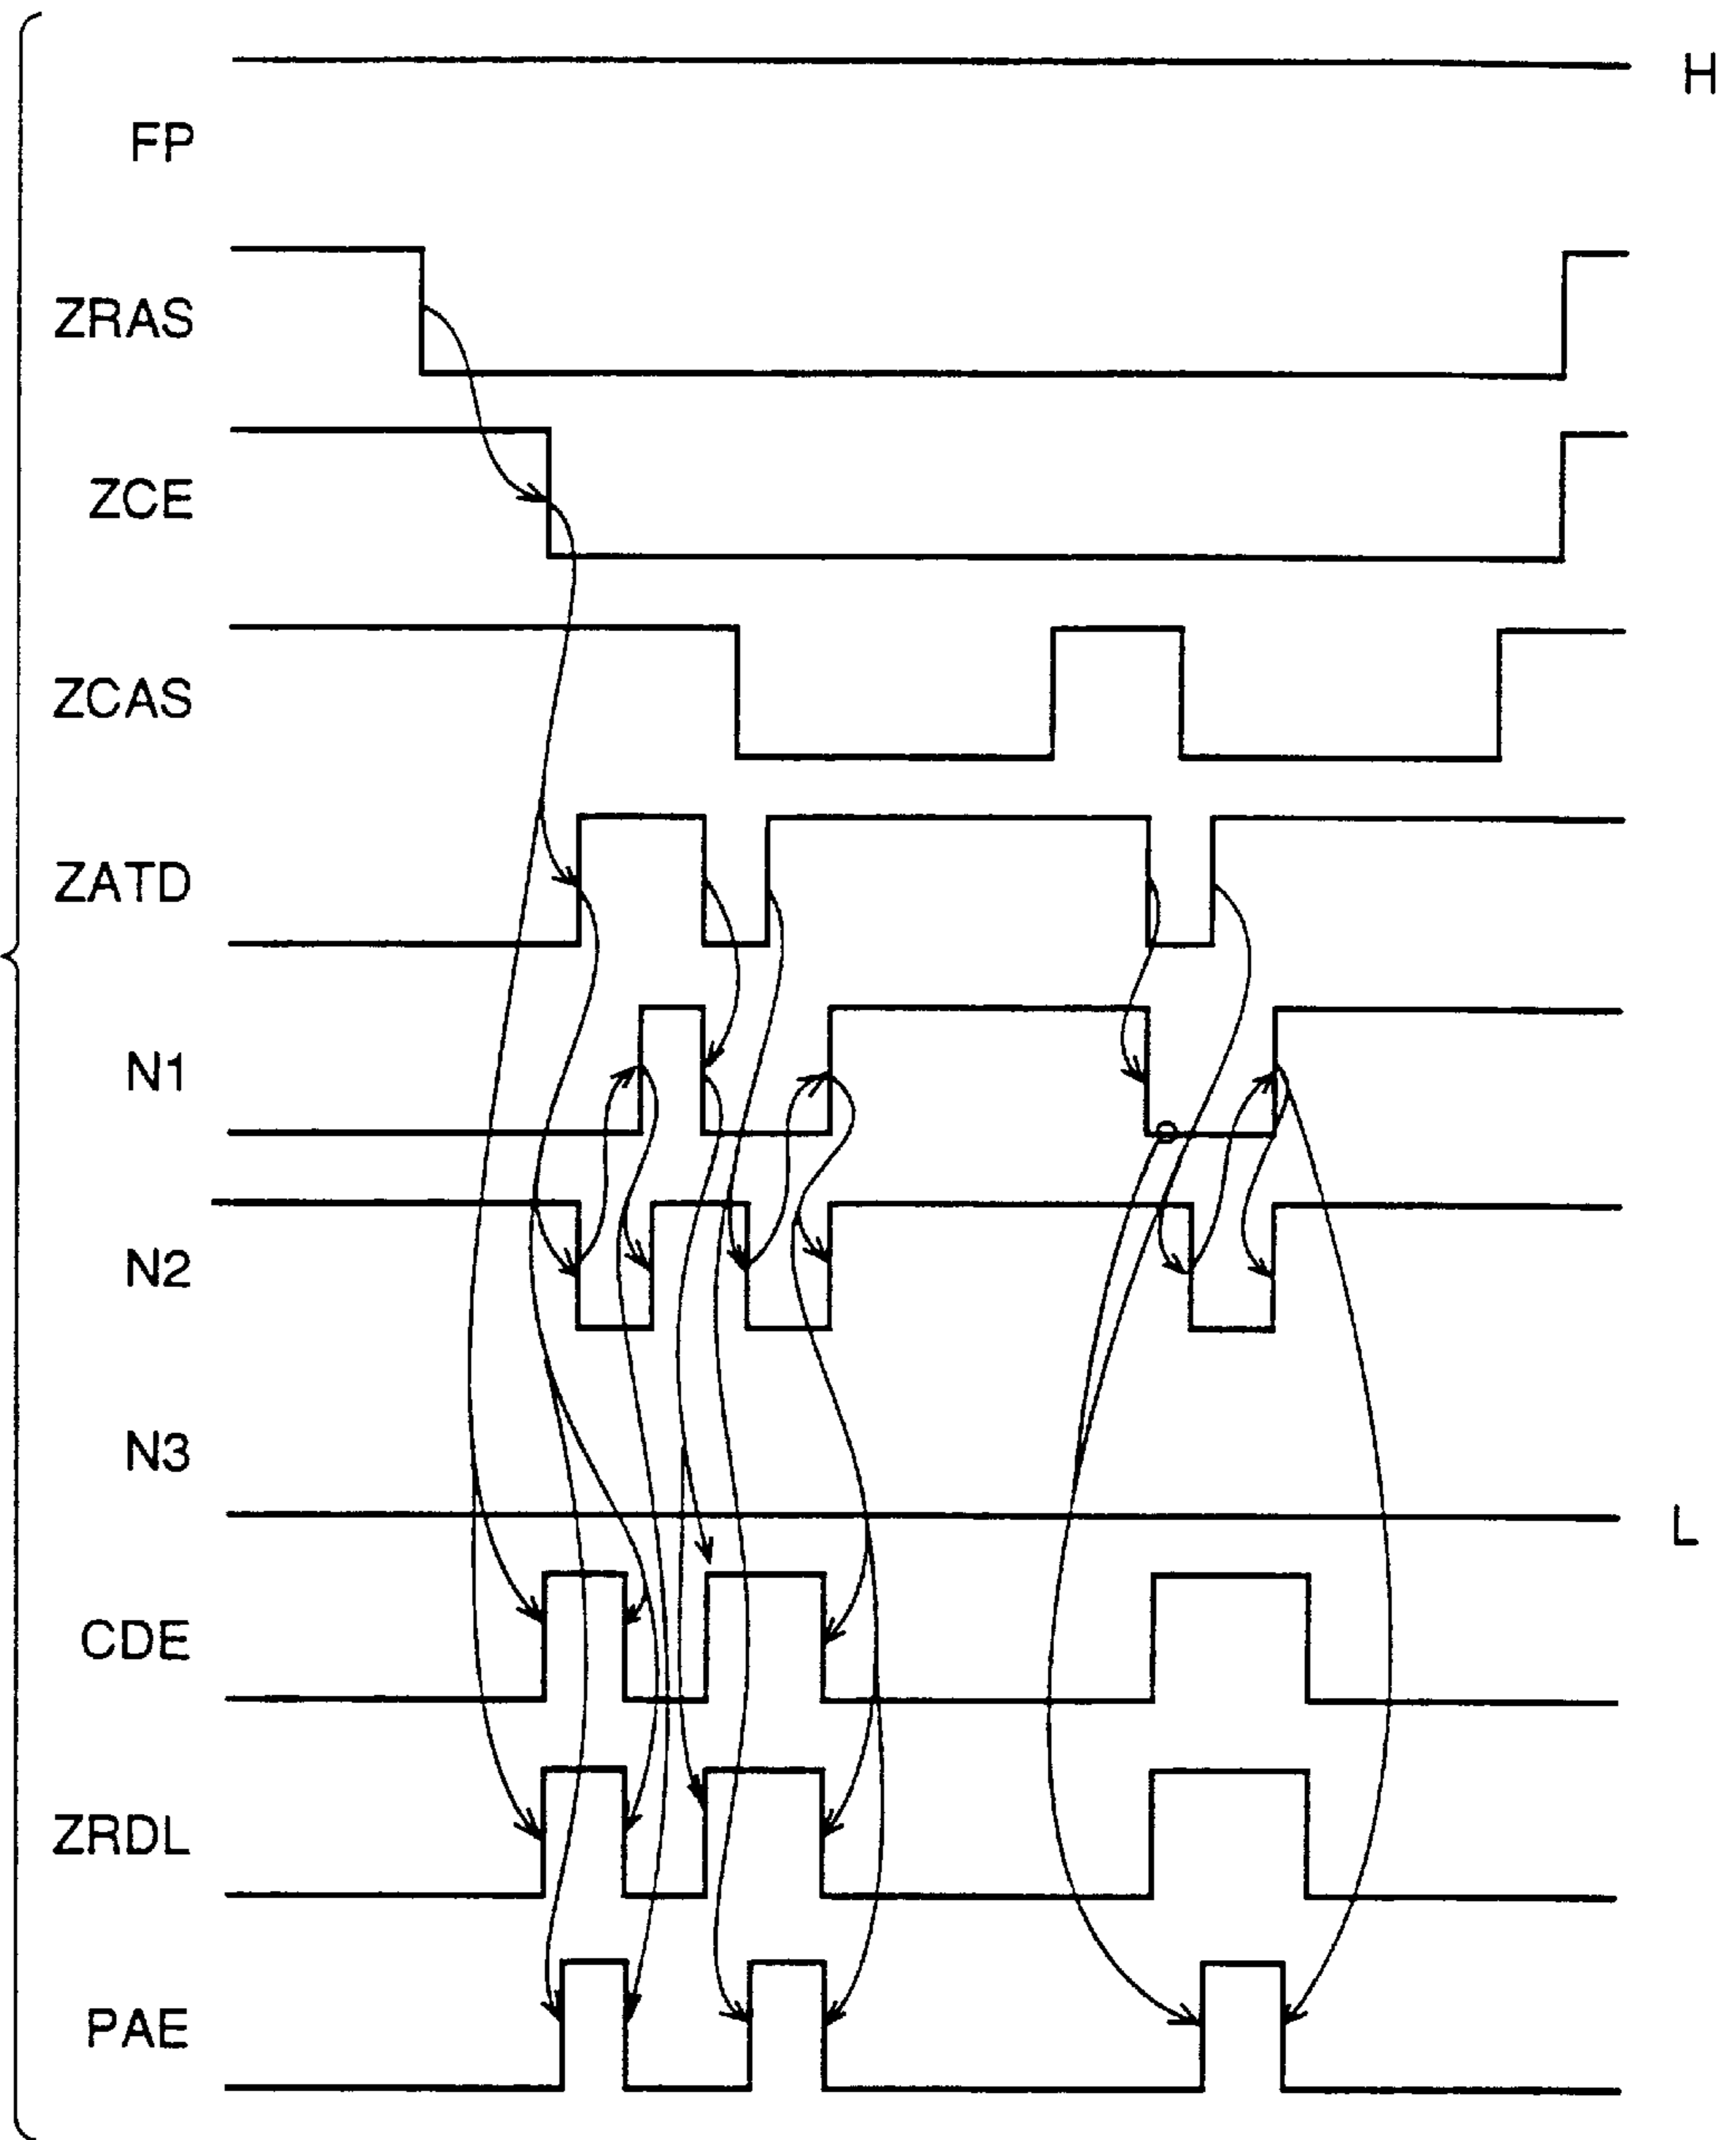 H
FP
ZRAS
ZCE
ZCAS
ZATD
N1
N2
N3
L
CDE
ZRDL
PAE